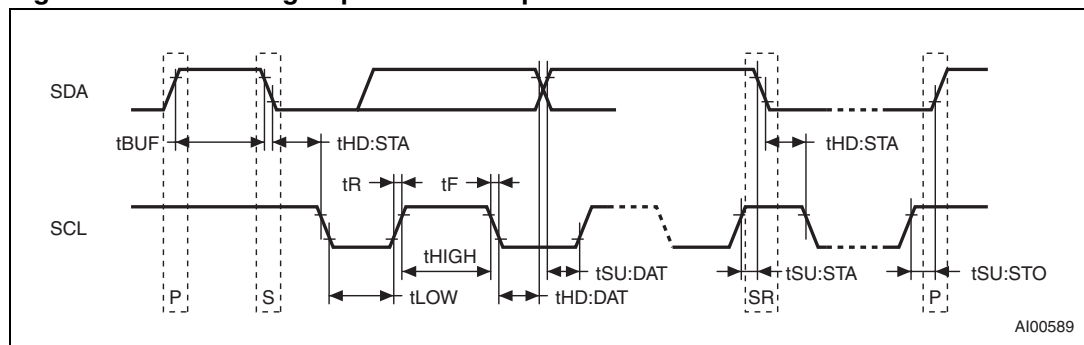 SDA
tBUF
tHD:STA
tHD:STA
tR
tF
SCL
tHIGH
tSU:DAT
tSU:STA
tSU:STO
P
S
tLOW
tHD:DAT
SR
P
AI00589